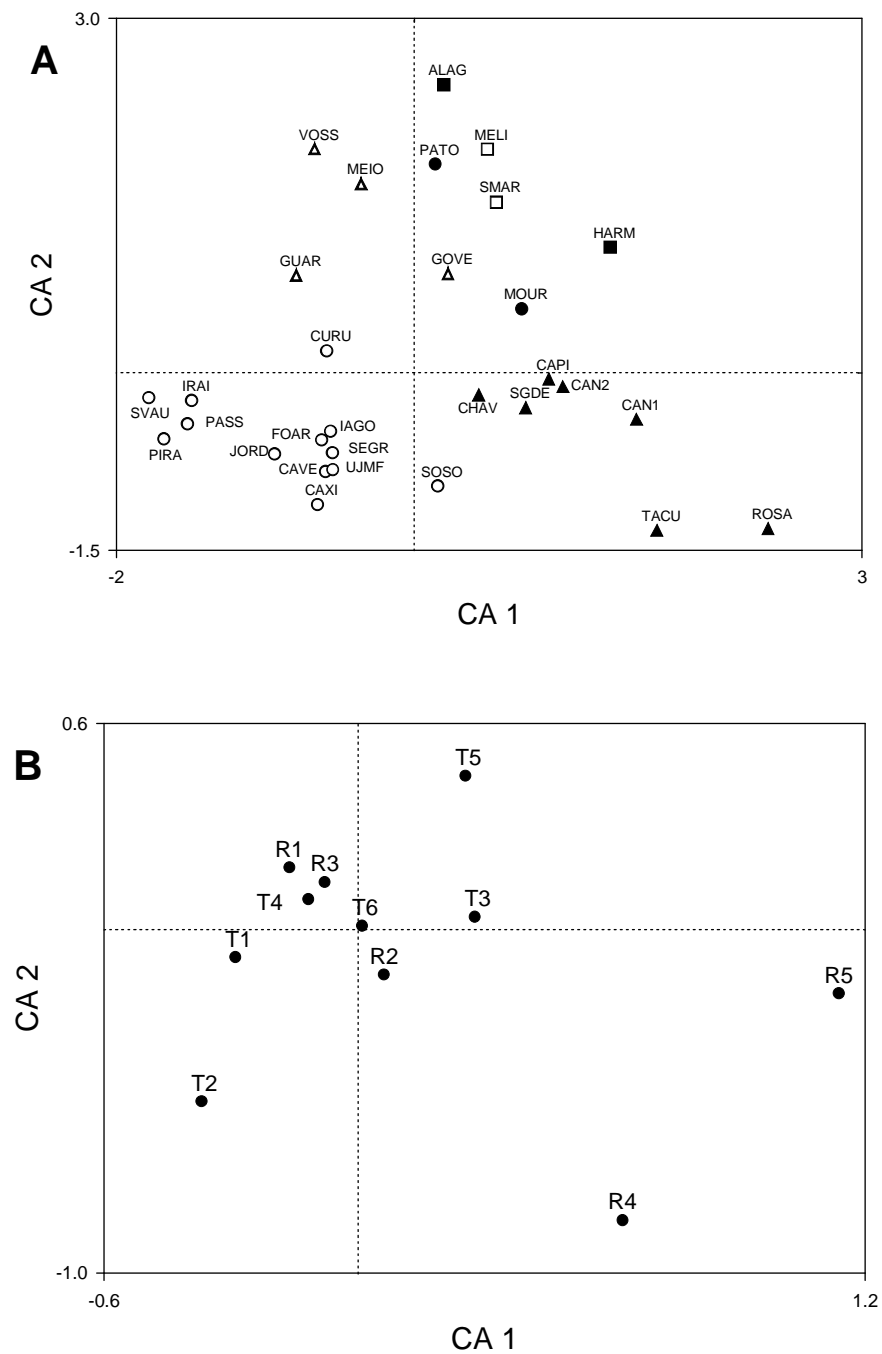 3.0
A
ALAG
VOSS
MELI
PATO
MEIO
SMAR
HARM
GUAR
GOVE
CA 2
MOUR
CURU
CAPI
IRAI
CAN2
SGDE
SVAU
CHAV
CAN1
PASS
IAGO
FOAR
PIRA
JORD
SEGR
CAVE
UJMF
SOSO
CAXI
TACU
ROSA
-1.5
-2
3
CA 1
0.6
B
T5
R1
R3
T4
T6
T3
T1
R2
CA 2
R5
T2
R4
-1.0
-0.6
1.2
CA 1